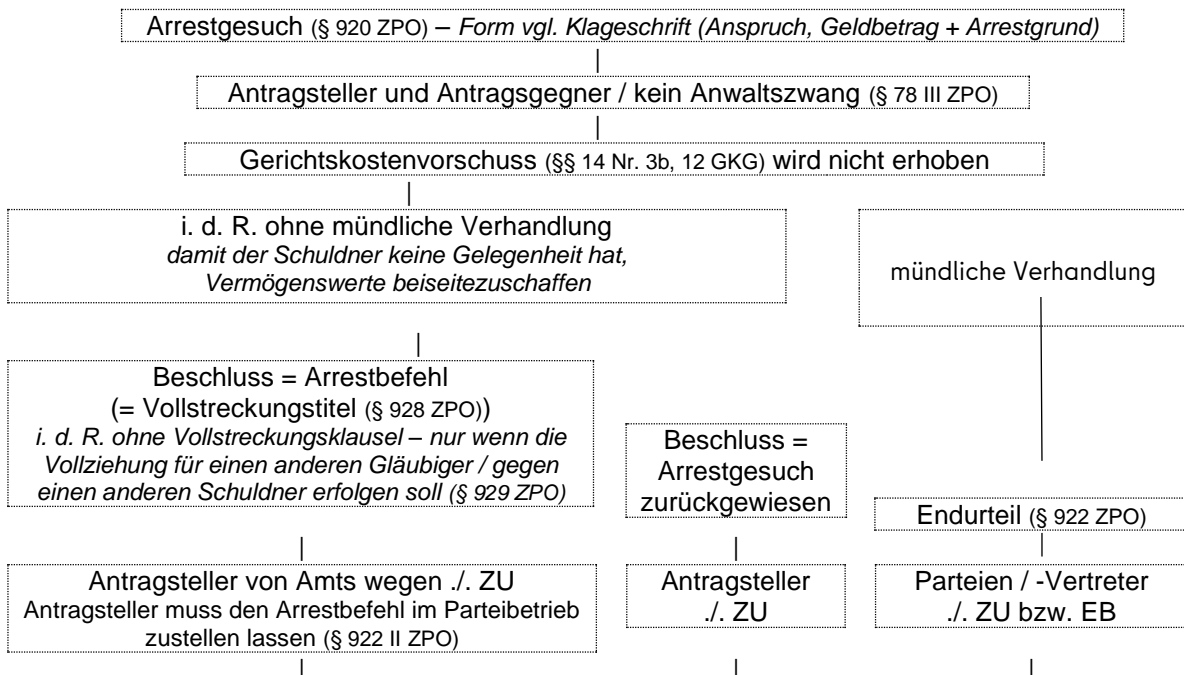 Arrestgesuch (§ 920 ZPO) – Form vgl. Klageschrift (Anspruch, Geldbetrag + Arrestgrund)
Antragsteller und Antragsgegner / kein Anwaltszwang (§ 78 III ZPO)
Gerichtskostenvorschuss (§§ 14 Nr. 3b, 12 GKG) wird nicht erhoben
i. d. R. ohne mündliche Verhandlung
damit der Schuldner keine Gelegenheit hat,
Vermögenswerte beiseitezuschaffen
mündliche Verhandlung
Beschluss = Arrestbefehl
(= Vollstreckungstitel (§ 928 ZPO))
i. d. R. ohne Vollstreckungsklausel – nur wenn die
Vollziehung für einen anderen Gläubiger / gegen
einen anderen Schuldner erfolgen soll (§ 929 ZPO)
Beschluss =
Arrestgesuch
zurückgewiesen
Endurteil (§ 922 ZPO)
Antragsteller von Amts wegen ./. ZU
Antragsteller muss den Arrestbefehl im Parteibetrieb
zustellen lassen (§ 922 II ZPO)
Antragsteller
./. ZU
Parteien / -Vertreter
./. ZU bzw. EB